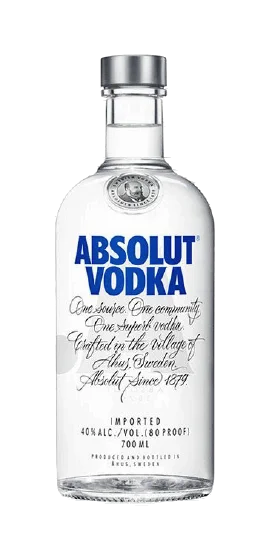 ABSOLUT®
VODKA
One source. One community.
One superb vodka.
Crafted in the village of
Åhus, Sweden.
Absolut Since 1879
IMPORTED
40% ALC./VOL. (80 PROOF)
700 ML
PRODUCED AND BOTTLED IN
ÅHUS, SWEDEN